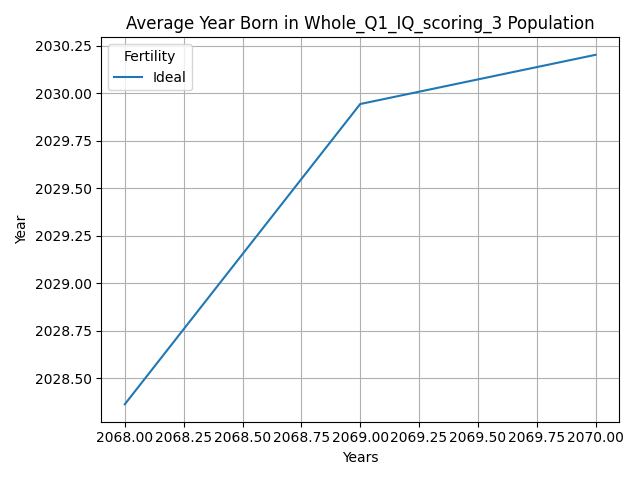 Average Year Born in Whole_Q1_IQ_scoring_3 Population
Fertility
Ideal
2030.25
2030.00
2029.75
2029.50
2029.25
2029.00
2028.75
2028.50
Year
2068.00 2068.25 2068.50 2068.75 2069.00 2069.25 2069.50 2069.75 2070.00
Years